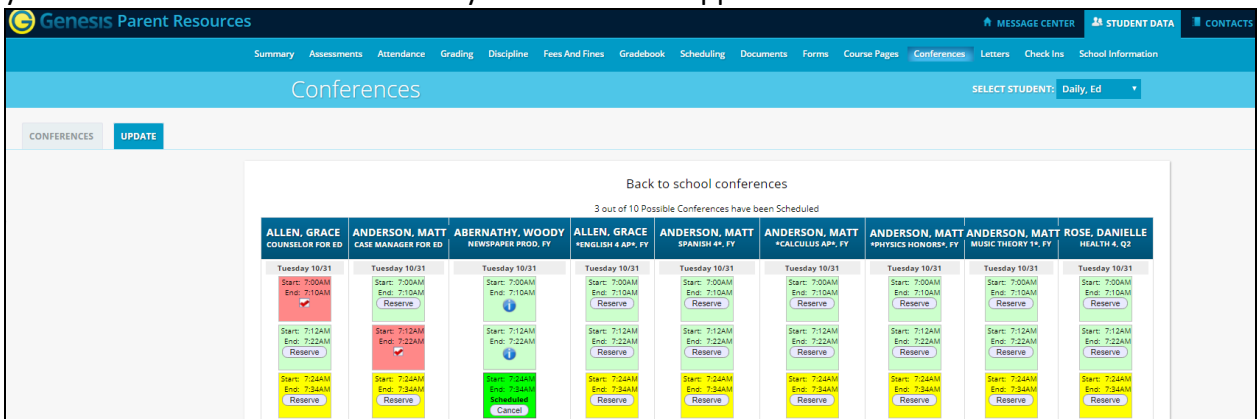 Genesis Parent Resources
MESSAGE CENTER STUDENT DATA CONTACTS
Summary Assessments Attendance Grading Discipline Fees And Fines Gradebook Scheduling Documents Forms Course Pages Conferences Letters Check Ins School Information
Conferences
SELECT STUDENT: Daily, Ed
CONFERENCES UPDATE
Back to school conferences
3 out of 10 Possible Conferences have been Scheduled
ALLEN, GRACE ANDERSON, MATT ABERNATHY, WOODY ALLEN, GRACE ANDERSON, MATT ANDERSON, MATT ANDERSON, MATT ANDERSON, MATT ROSE, DANIELLE
COUNSELOR FOR ED CASE MANAGER FOR ED NEWSPAPER PROD, FY *ENGLISH 4 AP*, FY SPANISH 4*, FY *CALCULUS AP*, FY *PHYSICS HONORS*, FY MUSIC THEORY 1*, FY HEALTH 4, Q2
Tuesday 10/31 Tuesday 10/31 Tuesday 10/31 Tuesday 10/31 Tuesday 10/31 Tuesday 10/31 Tuesday 10/31 Tuesday 10/31 Tuesday 10/31
Start: 7:00AM Start: 7:00AM Start: 7:00AM Start: 7:00AM Start: 7:00AM Start: 7:00AM Start: 7:00AM Start: 7:00AM Start: 7:00AM
End: 7:10AM End: 7:10AM End: 7:10AM End: 7:10AM End: 7:10AM End: 7:10AM End: 7:10AM End: 7:10AM End: 7:10AM
Reserve Reserve Reserve Reserve Reserve Reserve Reserve
Start: 7:12AM Start: 7:12AM Start: 7:12AM Start: 7:12AM Start: 7:12AM Start: 7:12AM Start: 7:12AM Start: 7:12AM Start: 7:12AM
End: 7:22AM End: 7:22AM End: 7:22AM End: 7:22AM End: 7:22AM End: 7:22AM End: 7:22AM End: 7:22AM End: 7:22AM
Reserve Reserve Reserve Reserve Reserve Reserve Reserve
Start: 7:24AM Start: 7:24AM Start: 7:24AM Start: 7:24AM Start: 7:24AM Start: 7:24AM Start: 7:24AM Start: 7:24AM Start: 7:24AM
End: 7:34AM End: 7:34AM End: 7:34AM End: 7:34AM End: 7:34AM End: 7:34AM End: 7:34AM End: 7:34AM End: 7:34AM
Reserve Reserve Scheduled Reserve Reserve Reserve Reserve Reserve Reserve
Cancel